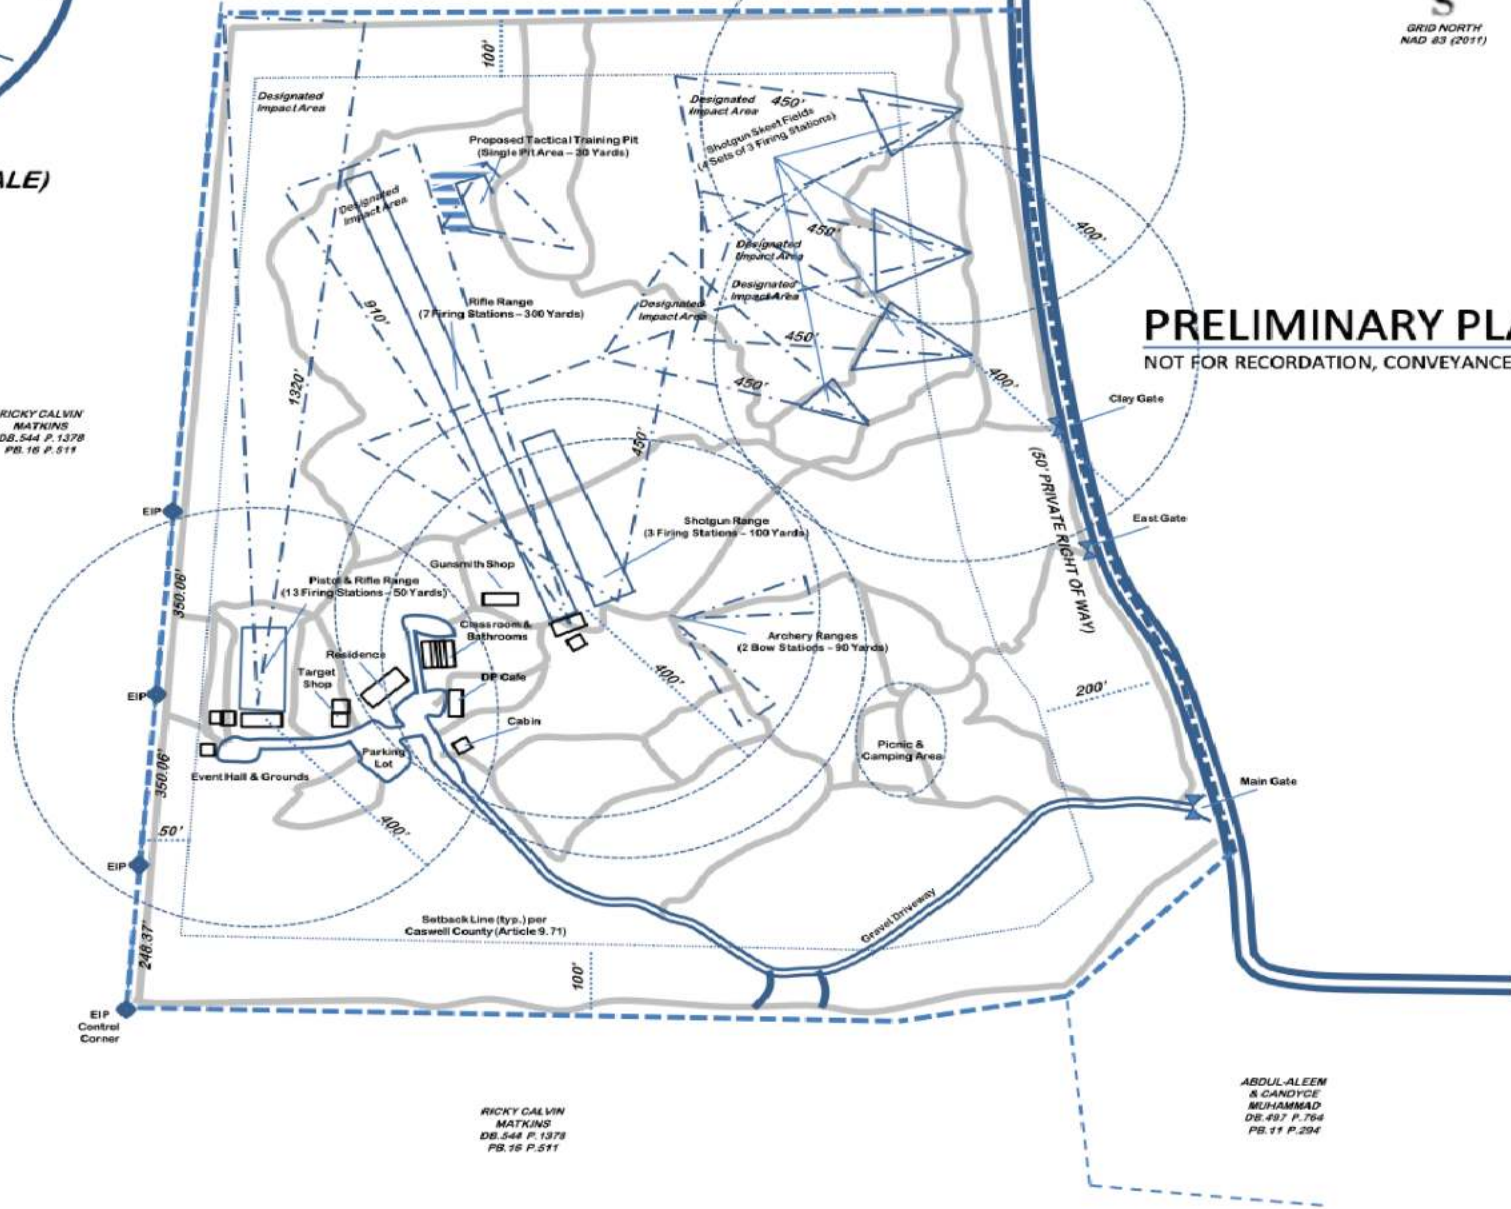 S
GRID NORTH
NAD 83 (2011)
100'
Designated
Impact Area
Designated
Impact Area
450'
Shotgun Skeet Fields
(4 Sets of 3 Firing Stations)
Proposed Tactical Training Pit
(Single Pit Area – 30 Yards)
ALE)
Designated
Impact Area
450'
400'
Designated
Impact Area
Designated
Impact Area
Rifle Range
(7 Firing Stations – 300 Yards)
910'
Designated
Impact Area
450'
PRELIMINARY PLA
NOT FOR RECORDATION, CONVEYANCE
1320'
450'
400'
Clay Gate
RICKY CALVIN
MATKINS
DB.544 P.1378
PB.16 P.511
450'
(50' PRIVATE RIGHT OF WAY)
EIP
East Gate
Shotgun Range
(3 Firing Stations – 100 Yards)
Gunsmith Shop
350.06'
Pistol & Rifle Range
(13 Firing Stations – 50 Yards)
Classroom &
Bathrooms
Archery Ranges
(2 Bow Stations – 90 Yards)
Residence
Target
Shop
DP Cafe
400'
EIP
200'
Cabin
Picnic &
Camping Area
Parking
Lot
350.06'
Event Hall & Grounds
Main Gate
50'
400'
EIP
Gravel Driveway
Setback Line (typ.) per
Caswell County (Article 9.71)
248.37'
100'
EIP
Control
Corner
RICKY CALVIN
MATKINS
DB.544 P.1378
PB.16 P.511
ABDUL-ALEEM
& CANDYCE
MUHAMMAD
DB.497 P.764
PB.11 P.294